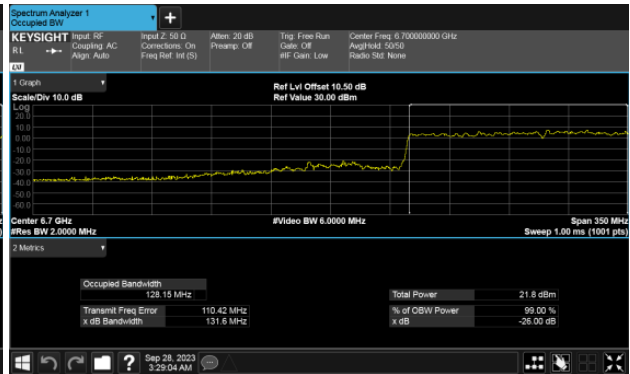 Spectrum Analyzer 1
Occupied BW
KEYSIGHT Input: RF Input Z: 50 Ω Atten: 20 dB Trig: Free Run Center Freq: 6.700000000 GHz
RL Coupling: AC Corrections: On Preamp: Off Gate: Off Avg|Hold: 50/50
Align: Auto Freq Ref: Int (S) #IF Gain: Low Radio Std: None
LXI
1 Graph Ref Lvl Offset 10.50 dB
Scale/Div 10.0 dB Ref Value 30.00 dBm
Log
20.0
10.0
0.00
-10.0
-20.0
-30.0
-40.0
-50.0
-60.0
Center 6.7 GHz #Video BW 6.0000 MHz Span 350 MHz
#Res BW 2.0000 MHz Sweep 1.00 ms (1001 pts)
2 Metrics
Occupied Bandwidth
128.15 MHz Total Power 21.8 dBm
Transmit Freq Error 110.42 MHz % of OBW Power 99.00 %
x dB Bandwidth 131.6 MHz x dB -26.00 dB
Sep 28, 2023
3:29:04 AM